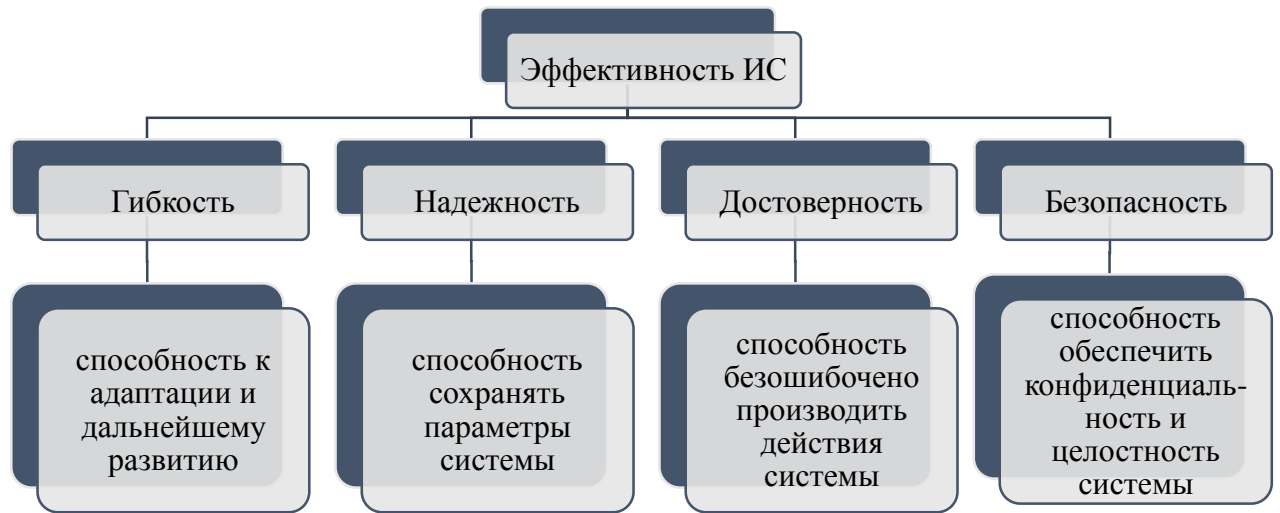 Эффективность ИС
Гибкость
Надежность
Достоверность
Безопасность
способность к
адаптации и
дальнейшему
развитию
способность
сохранять
параметры
системы
способность
безошибочено
производить
действия
системы
способность
обеспечить
конфиденциаль-
ность и
целостность
системы